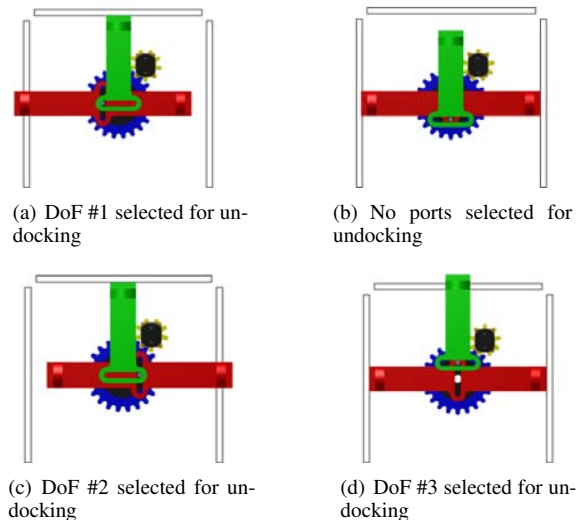 (a) DoF #1 selected for un-
docking
(b) No ports selected for
undocking
(c) DoF #2 selected for un-
docking
(d) DoF #3 selected for un-
docking